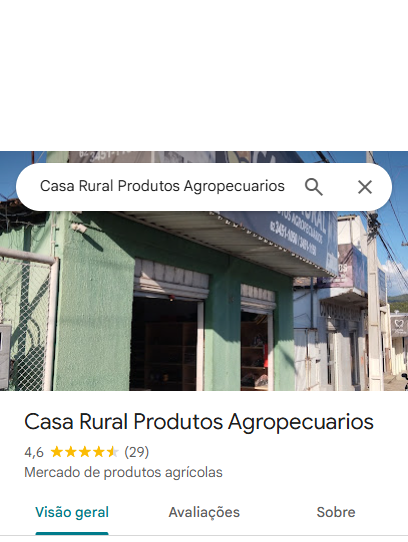 Casa Rural Produtos Agropecuarios
Casa Rural Produtos Agropecuarios
4,6 (29)
Mercado de produtos agrícolas
Visão geral Avaliações Sobre